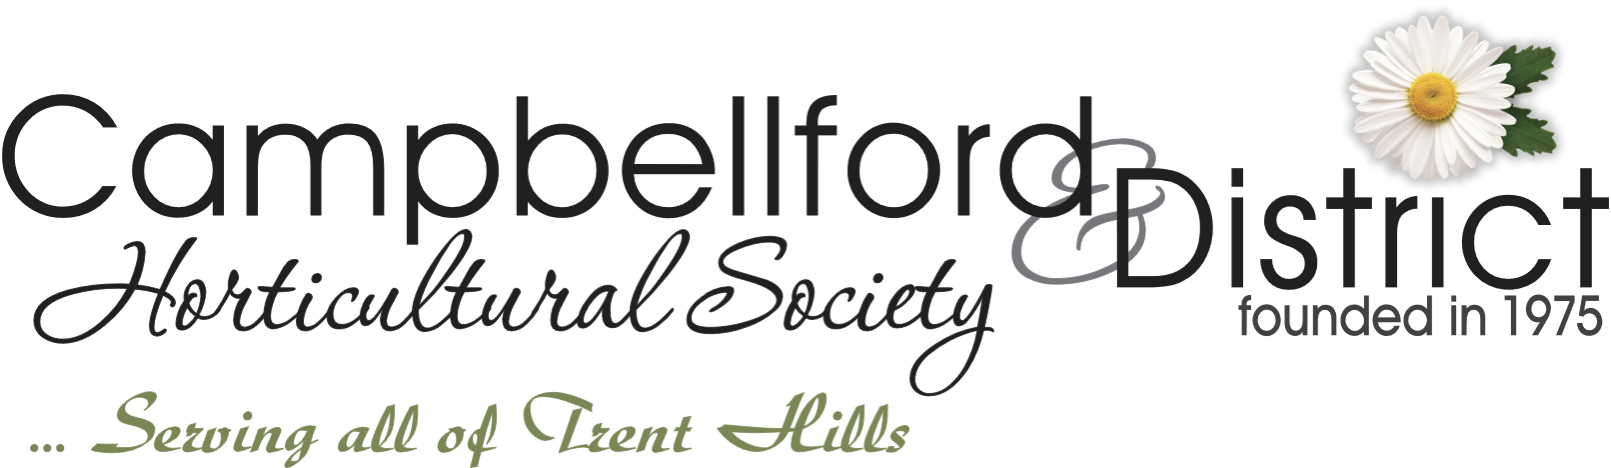 Campbellford & District
Horticultural Society
founded in 1975
... Serving all of Trent Hills